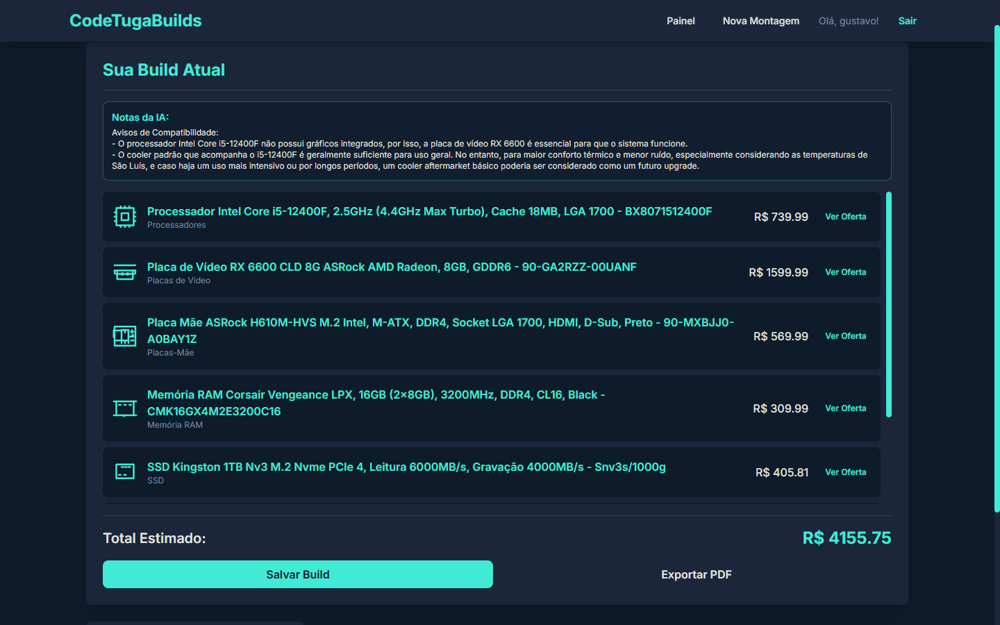 CodeTugaBuilds
Painel
Nova Montagem
Olá, gustavo!
Sair
Sua Build Atual
Notas da IA:
Avisos de Compatibilidade:
- O processador Intel Core i5-12400F não possui gráficos integrados, por isso, a placa de vídeo RX 6600 é essencial para que o sistema funcione.
- O cooler padrão que acompanha o i5-12400F é geralmente suficiente para uso geral. No entanto, para maior conforto térmico e menor ruído, especialmente considerando as temperaturas de
São Luís, e caso haja um uso mais intensivo ou por longos períodos, um cooler aftermarket básico poderia ser considerado como um futuro upgrade.
Processador Intel Core i5-12400F, 2.5GHz (4.4GHz Max Turbo), Cache 18MB, LGA 1700 - BX8071512400F
Processadores
R$ 739.99
Ver Oferta
Placa de Vídeo RX 6600 CLD 8G ASRock AMD Radeon, 8GB, GDDR6 - 90-GA2RZZ-00UANF
Placas de Vídeo
R$ 1599.99
Ver Oferta
Placa Mãe ASRock H610M-HVS M.2 Intel, M-ATX, DDR4, Socket LGA 1700, HDMI, D-Sub, Preto - 90-MXBJJ0-
A0BAY1Z
Placas-Mãe
R$ 569.99
Ver Oferta
Memória RAM Corsair Vengeance LPX, 16GB (2x8GB), 3200MHz, DDR4, CL16, Black -
CMK16GX4M2E3200C16
Memória RAM
R$ 309.99
Ver Oferta
SSD Kingston 1TB Nv3 M.2 Nvme PCIe 4, Leitura 6000MB/s, Gravação 4000MB/s - Snv3s/1000g
SSD
R$ 405.81
Ver Oferta
Total Estimado:
R$ 4155.75
Salvar Build
Exportar PDF